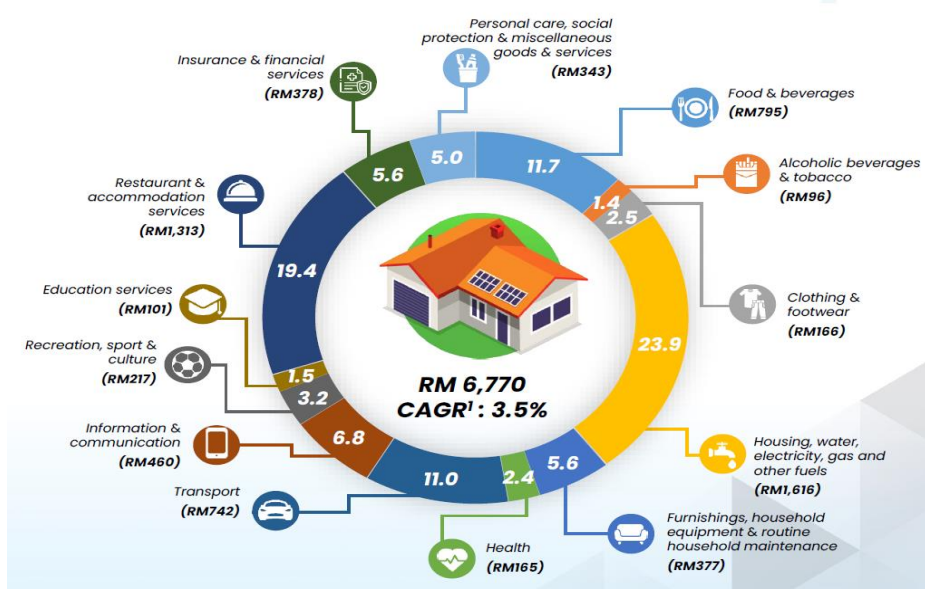 Personal care, social
protection & miscellaneous
goods & services
(RM343)
Insurance & financial
services
(RM378)
Food & beverages
(RM795)
Alcoholic beverages
& tobacco
(RM96)
Restaurant &
accommodation
services
(RM1,313)
5.0
11.7
5.6
1.4
2.5
19.4
Education services
(RM101)
Clothing &
footwear
(RM166)
Recreation, sport &
culture
(RM217)
23.9
1.5
3.2
RM 6,770
CAGR¹ : 3.5%
Information &
communication
(RM460)
6.8
Housing, water,
electricity, gas and
other fuels
(RM1,616)
5.6
11.0
2.4
Transport
(RM742)
Furnishings, household
equipment & routine
household maintenance
(RM377)
Health
(RM165)